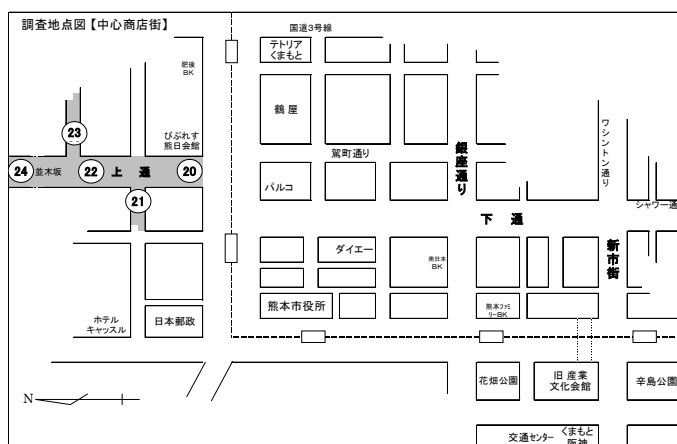 調査地点図【中心商店街】
国道3号線
テトリア
くまもと
肥後
BK
鶴屋
23
びぷれす
熊日会館
ワシントン通り
駕町通り
銀座通り
24
並木坂
22
上通
20
パルコ
21
シャワー通
下通
ダイエー
南日本
BK
新市街
熊本市役所
熊本ファミ
リーBK
ホテル
キャッスル
日本郵政
花畑公園
旧産業
文化会館
辛島公園
N
交通センター
くまもと
阪神